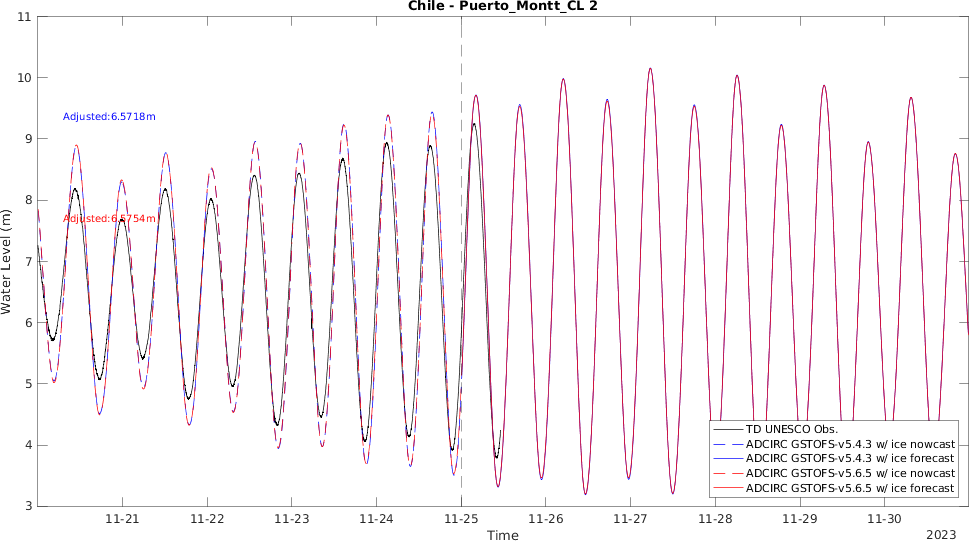 Chile - Puerto_Montt_CL 2
11
10
9
8
7
6
5
4
3
Water Level (m)
Adjusted:6.5718m
Adjusted:6.5754m
TD UNESCO Obs.
ADCIRC GSTOFS-v5.4.3 w/ ice nowcast
ADCIRC GSTOFS-v5.4.3 w/ ice forecast
ADCIRC GSTOFS-v5.6.5 w/ ice nowcast
ADCIRC GSTOFS-v5.6.5 w/ ice forecast
11-21 11-22 11-23 11-24 11-25 11-26 11-27 11-28 11-29 11-30
Time
2023